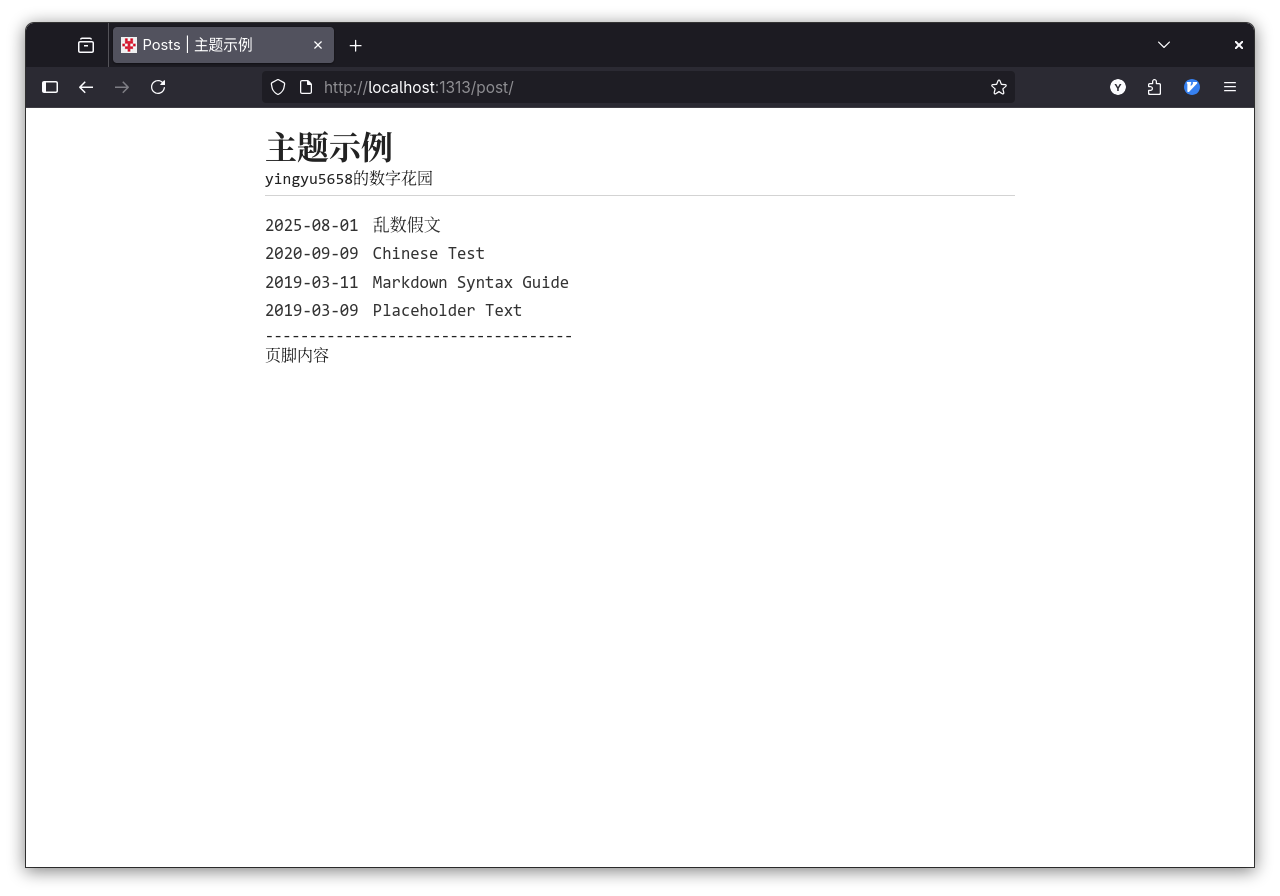 Posts | 主题示例
http://localhost:1313/post/
Y
主题示例
yingyu5658的数字花园
2025-08-01 乱数假文
2020-09-09 Chinese Test
2019-03-11 Markdown Syntax Guide
2019-03-09 Placeholder Text
----------------------------------
页脚内容